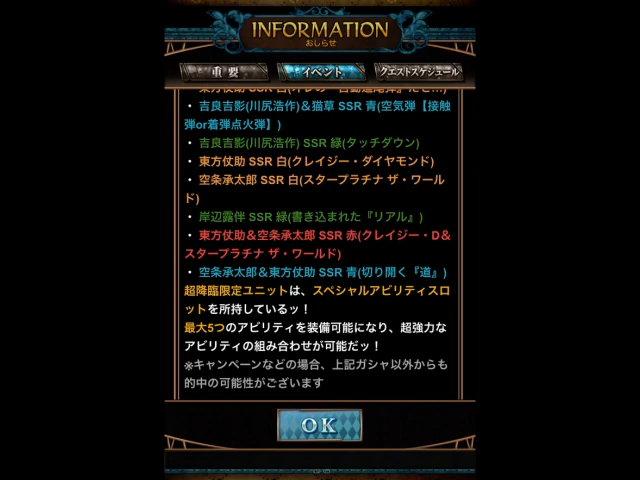 INFORMATION
おしらせ
重要
イベント
クエストスケジュール
・吉良吉影(川尻浩作)＆猫草 SSR 青(空気弾【接触
弾or着弾点火弾】)
・吉良吉影(川尻浩作) SSR 緑(タッチダウン)
・東方仗助 SSR 白(クレイジー・ダイヤモンド)
・空条承太郎 SSR 白(スタープラチナ ザ・ワール
ド)
・岸辺露伴 SSR 緑(書き込まれた『リアル』)
・東方仗助＆空条承太郎 SSR 赤(クレイジー・D＆
スタープラチナ ザ・ワールド)
・空条承太郎＆東方仗助 SSR 青(切り開く『道』)
超降臨限定ユニットは、スペシャルアビリティスロ
ットを所持しているッ！
最大5つのアビリティを装備可能になり、超強力な
アビリティの組み合わせが可能だッ！
※キャンペーンなどの場合、上記ガシャ以外からも
的中の可能性がございます
OK